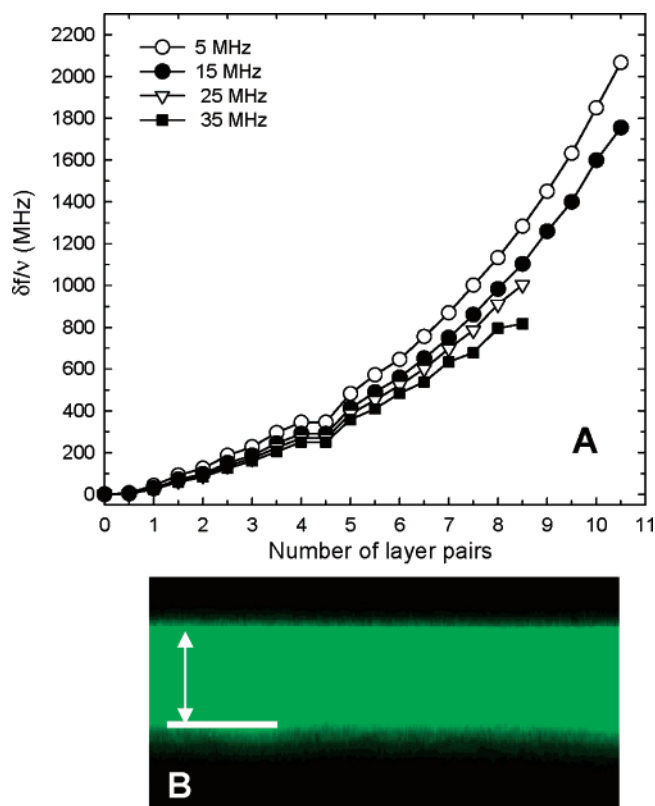 2200
2000
1800
1600
1400
1200
1000
800
600
400
200
0
δf/ν (MHz)
5 MHz
15 MHz
25 MHz
35 MHz
A
0 1 2 3 4 5 6 7 8 9 10 11
Number of layer pairs
B